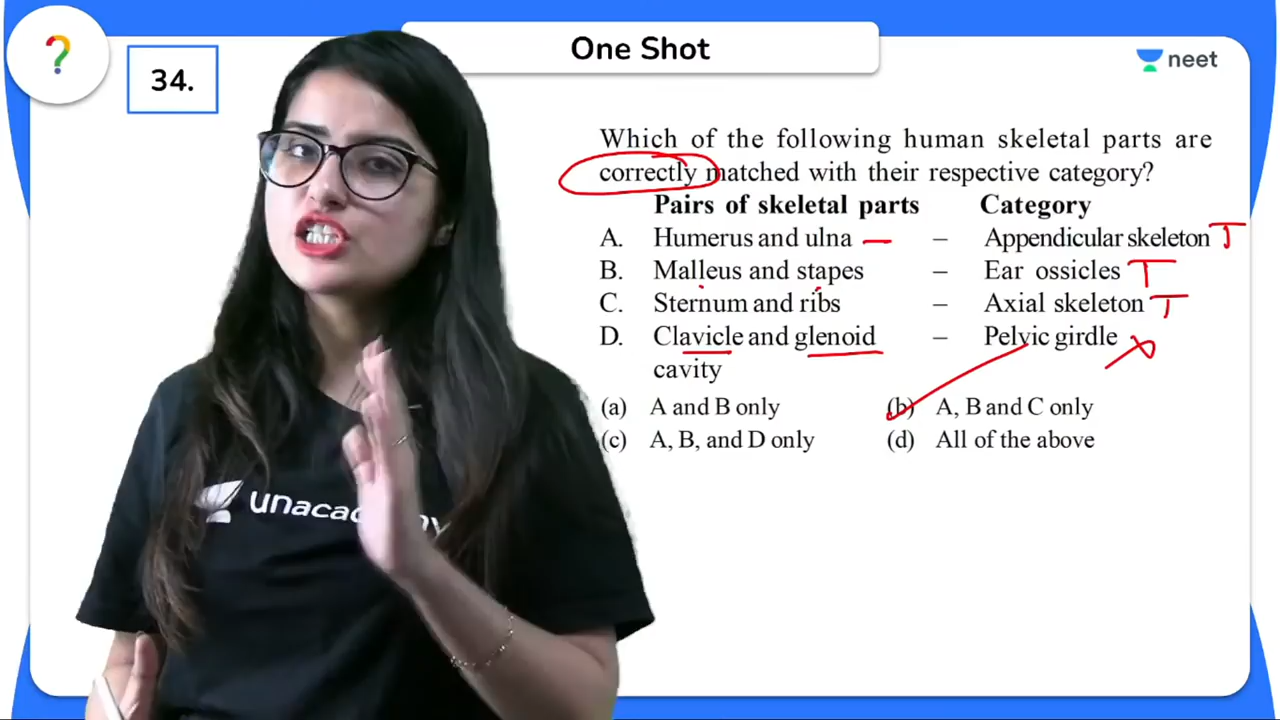 ?
34.
One Shot
neet
Which of the following human skeletal parts are
correctly matched with their respective category?
Pairs of skeletal parts Category
A. Humerus and ulna – Appendicular skeleton T
B. Malleus and stapes – Ear ossicles T
C. Sternum and ribs – Axial skeleton T
D. Clavicle and glenoid – Pelvic girdle
cavity
(a) A and B only (b) A, B and C only
(c) A, B, and D only (d) All of the above